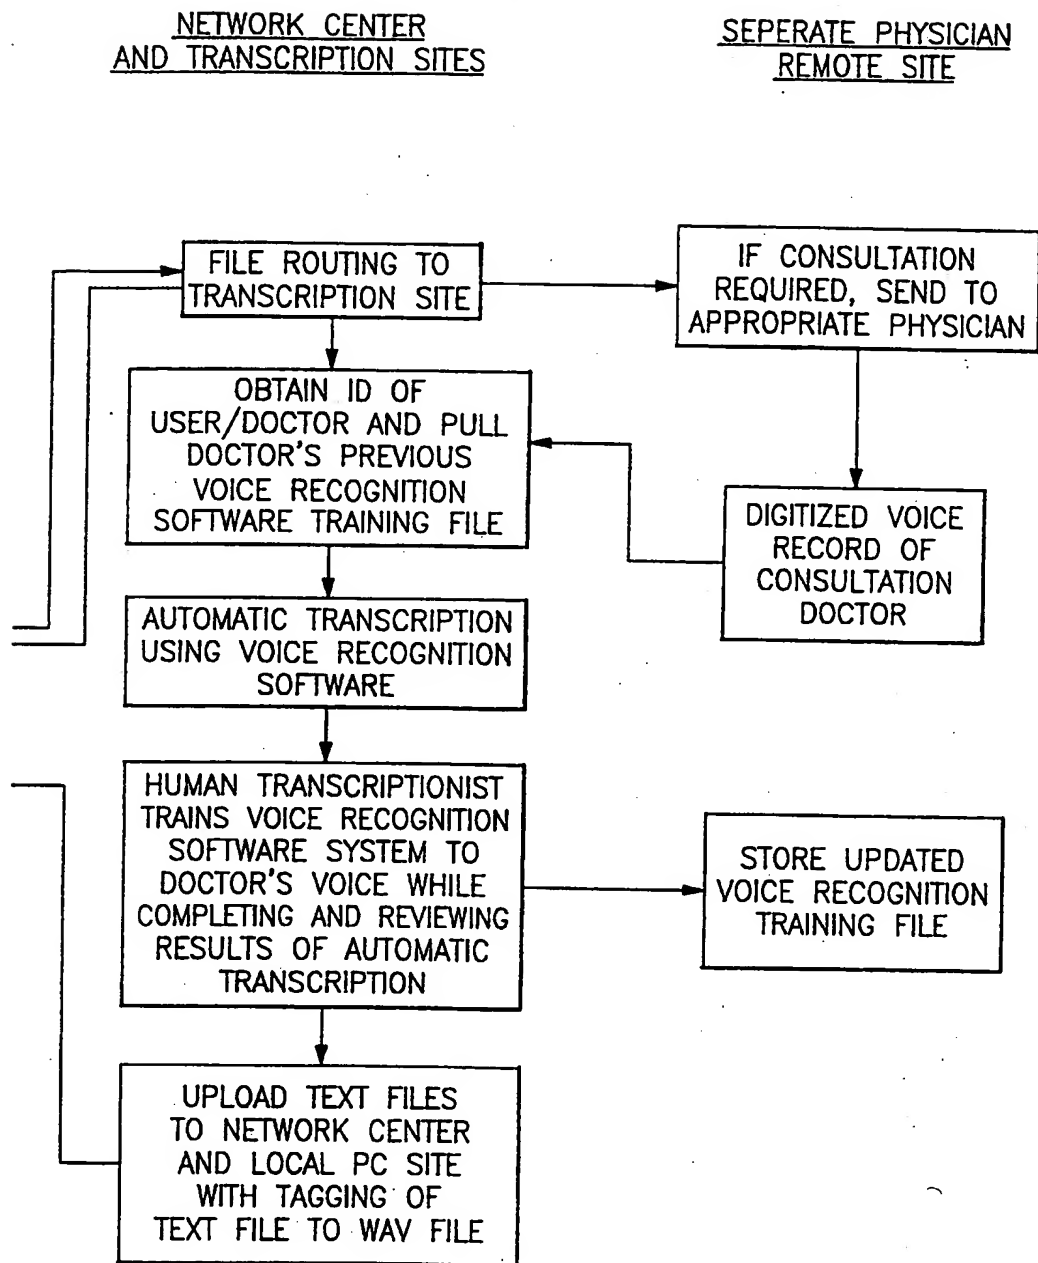 NETWORK CENTER
AND TRANSCRIPTION SITES
SEPERATE PHYSICIAN
REMOTE SITE
FILE ROUTING TO
TRANSCRIPTION SITE
IF CONSULTATION
REQUIRED, SEND TO
APPROPRIATE PHYSICIAN
OBTAIN ID OF
USER/DOCTOR AND PULL
DOCTOR'S PREVIOUS
VOICE RECOGNITION
SOFTWARE TRAINING FILE
DIGITIZED VOICE
RECORD OF
CONSULTATION
DOCTOR
AUTOMATIC TRANSCRIPTION
USING VOICE RECOGNITION
SOFTWARE
HUMAN TRANSCRIPTIONIST
TRAINS VOICE RECOGNITION
SOFTWARE SYSTEM TO
DOCTOR'S VOICE WHILE
COMPLETING AND REVIEWING
RESULTS OF AUTOMATIC
TRANSCRIPTION
STORE UPDATED
VOICE RECOGNITION
TRAINING FILE
UPLOAD TEXT FILES
TO NETWORK CENTER
AND LOCAL PC SITE
WITH TAGGING OF
TEXT FILE TO WAV FILE